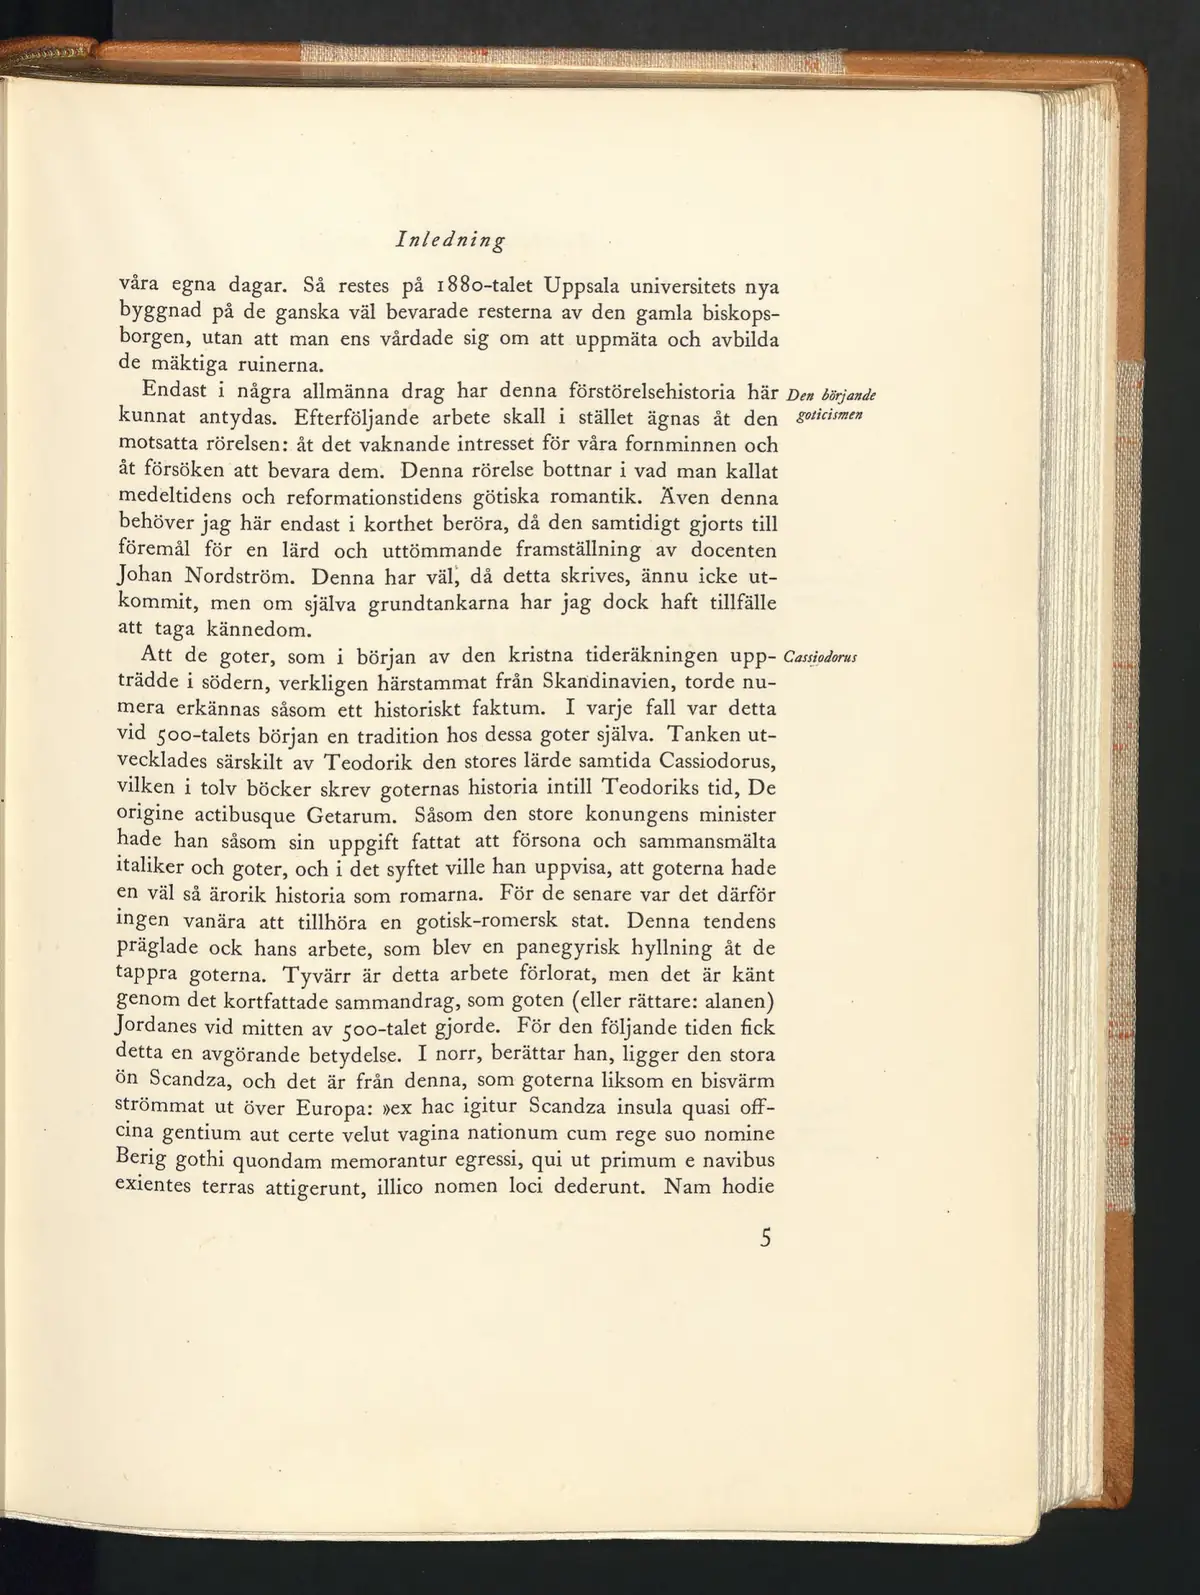 Inledning
våra egna dagar. Så restes på 1880-talet Uppsala universitets nya
byggnad på de ganska väl bevarade resterna av den gamla biskops-
borgen, utan att man ens vårdade sig om att uppmäta och avbilda
de mäktiga ruinerna.
Endast i några allmänna drag har denna förstörelsehistoria här
Den börjande
kunnat antydas. Efterföljande arbete skall i stället ägnas åt den
goticismen
motsatta rörelsen: åt det vaknande intresset för våra fornminnen och
åt försöken att bevara dem. Denna rörelse bottnar i vad man kallat
medeltidens och reformationstidens götiska romantik. Även denna
behöver jag här endast i korthet beröra, då den samtidigt gjorts till
föremål för en lärd och uttömmande framställning av docenten
Johan Nordström. Denna har väl, då detta skrives, ännu icke ut-
kommit, men om själva grundtankarna har jag dock haft tillfälle
att taga kännedom.
Att de goter, som i början av den kristna tideräkningen upp-
Cassiodorus
trädde i södern, verkligen härstammat från Skandinavien, torde nu-
mera erkännas såsom ett historiskt faktum. I varje fall var detta
vid 500-talets början en tradition hos dessa goter själva. Tanken ut-
vecklades särskilt av Teodorik den stores lärde samtida Cassiodorus,
vilken i tolv böcker skrev goternas historia intill Teodoriks tid, De
origine actibusque Getarum. Såsom den store konungens minister
hade han såsom sin uppgift fattat att försona och sammansmälta
italiker och goter, och i det syftet ville han uppvisa, att goterna hade
en väl så ärorik historia som romarna. För de senare var det därför
ingen vanära att tillhöra en gotisk-romersk stat. Denna tendens
präglade ock hans arbete, som blev en panegyrisk hyllning åt de
tappra goterna. Tyvärr är detta arbete förlorat, men det är känt
genom det kortfattade sammandrag, som goten (eller rättare: alanen)
Jordanes vid mitten av 500-talet gjorde. För den följande tiden fick
detta en avgörande betydelse. I norr, berättar han, ligger den stora
ön Scandza, och det är från denna, som goterna liksom en bisvärm
strömmat ut över Europa: »ex hac igitur Scandza insula quasi off-
cina gentium aut certe velut vagina nationum cum rege suo nomine
Berig gothi quondam memorantur egressi, qui ut primum e navibus
exientes terras attigerunt, illico nomen loci dederunt. Nam hodie
5